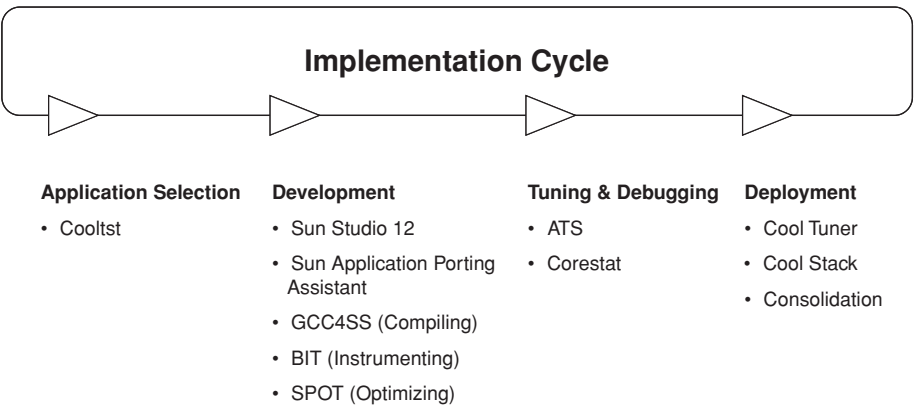 Implementation Cycle
Application Selection
• Cooltst
Development
• Sun Studio 12
• Sun Application Porting
Assistant
• GCC4SS (Compiling)
• BIT (Instrumenting)
• SPOT (Optimizing)
Tuning & Debugging
• ATS
• Corestat
Deployment
• Cool Tuner
• Cool Stack
• Consolidation